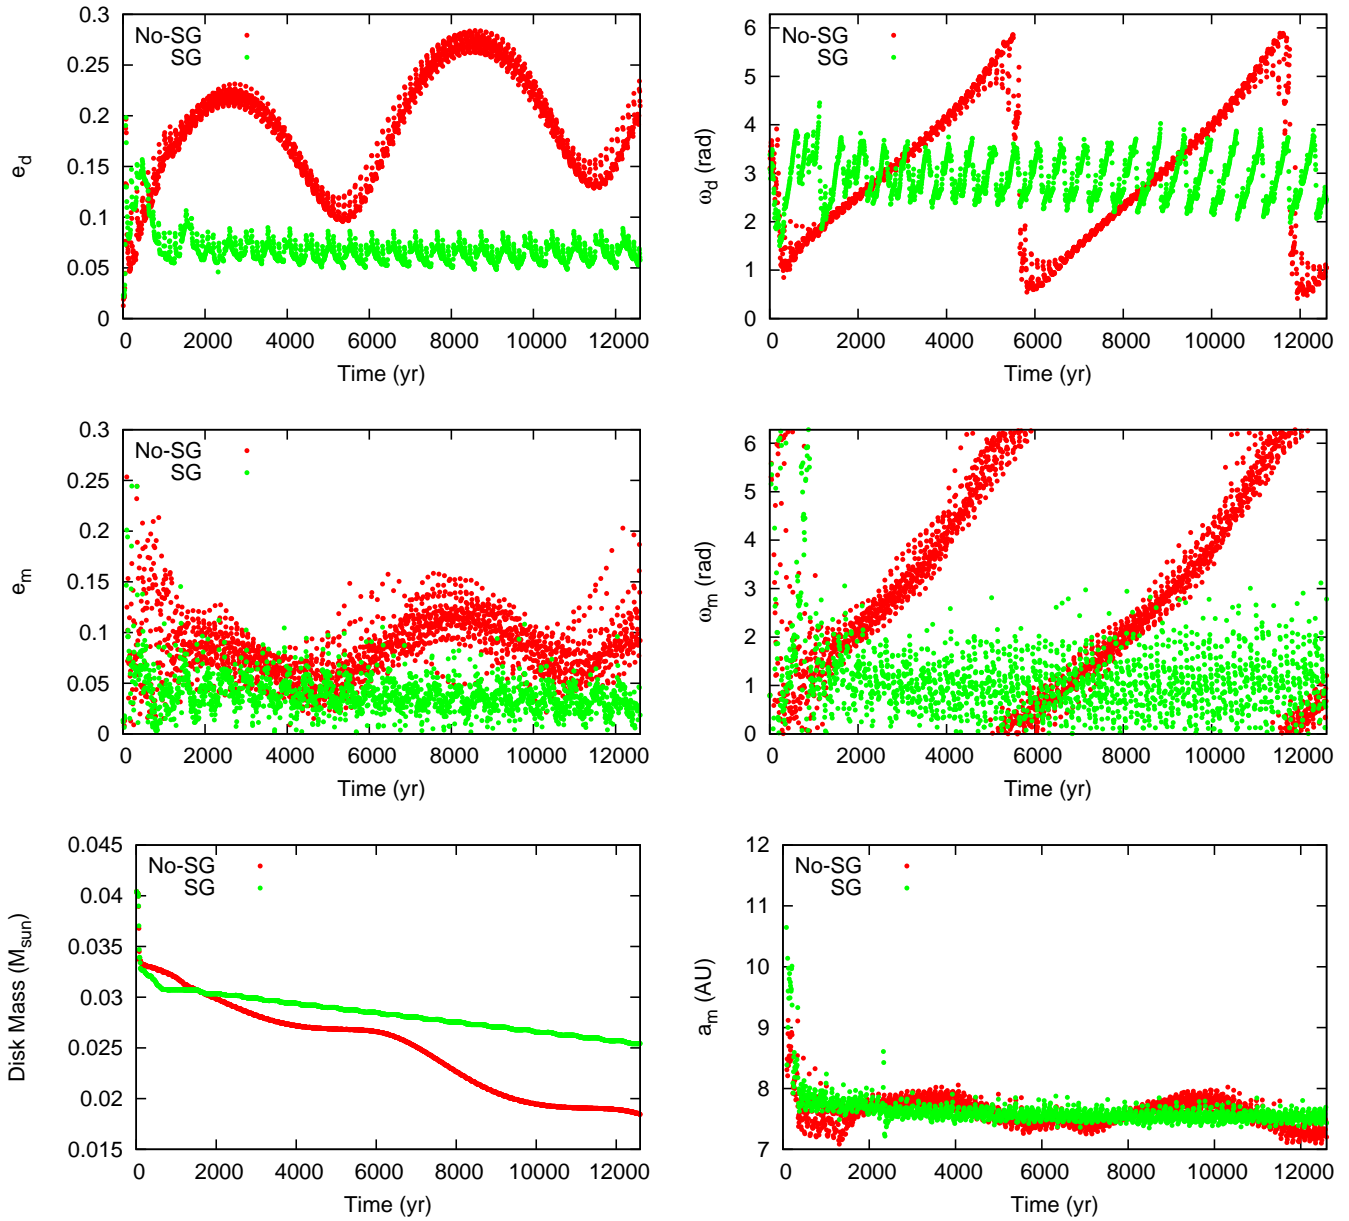 0.3
0.25
0.2
0.15
0.1
0.05
0
e_d
No-SG
SG
0 2000 4000 6000 8000 10000 12000
Time (yr)
6
5
4
3
2
1
0
ω_d (rad)
No-SG
SG
0 2000 4000 6000 8000 10000 12000
Time (yr)
0.3
0.25
0.2
0.15
0.1
0.05
0
e_m
No-SG
SG
0 2000 4000 6000 8000 10000 12000
Time (yr)
6
5
4
3
2
1
0
ω_m (rad)
No-SG
SG
0 2000 4000 6000 8000 10000 12000
Time (yr)
0.045
0.04
0.035
0.03
0.025
0.02
0.015
Disk Mass (M_sun)
No-SG
SG
0 2000 4000 6000 8000 10000 12000
Time (yr)
12
11
10
9
8
7
a_m (AU)
No-SG
SG
0 2000 4000 6000 8000 10000 12000
Time (yr)